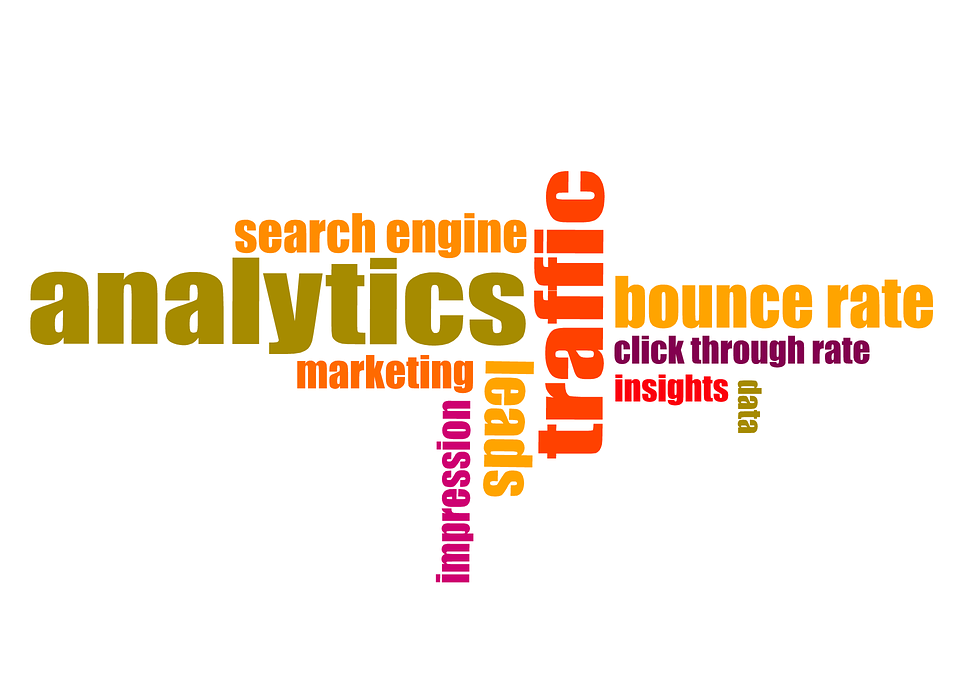 search engine
analytics
marketing
impression
leads
traffic
bounce rate
click through rate
insights
data